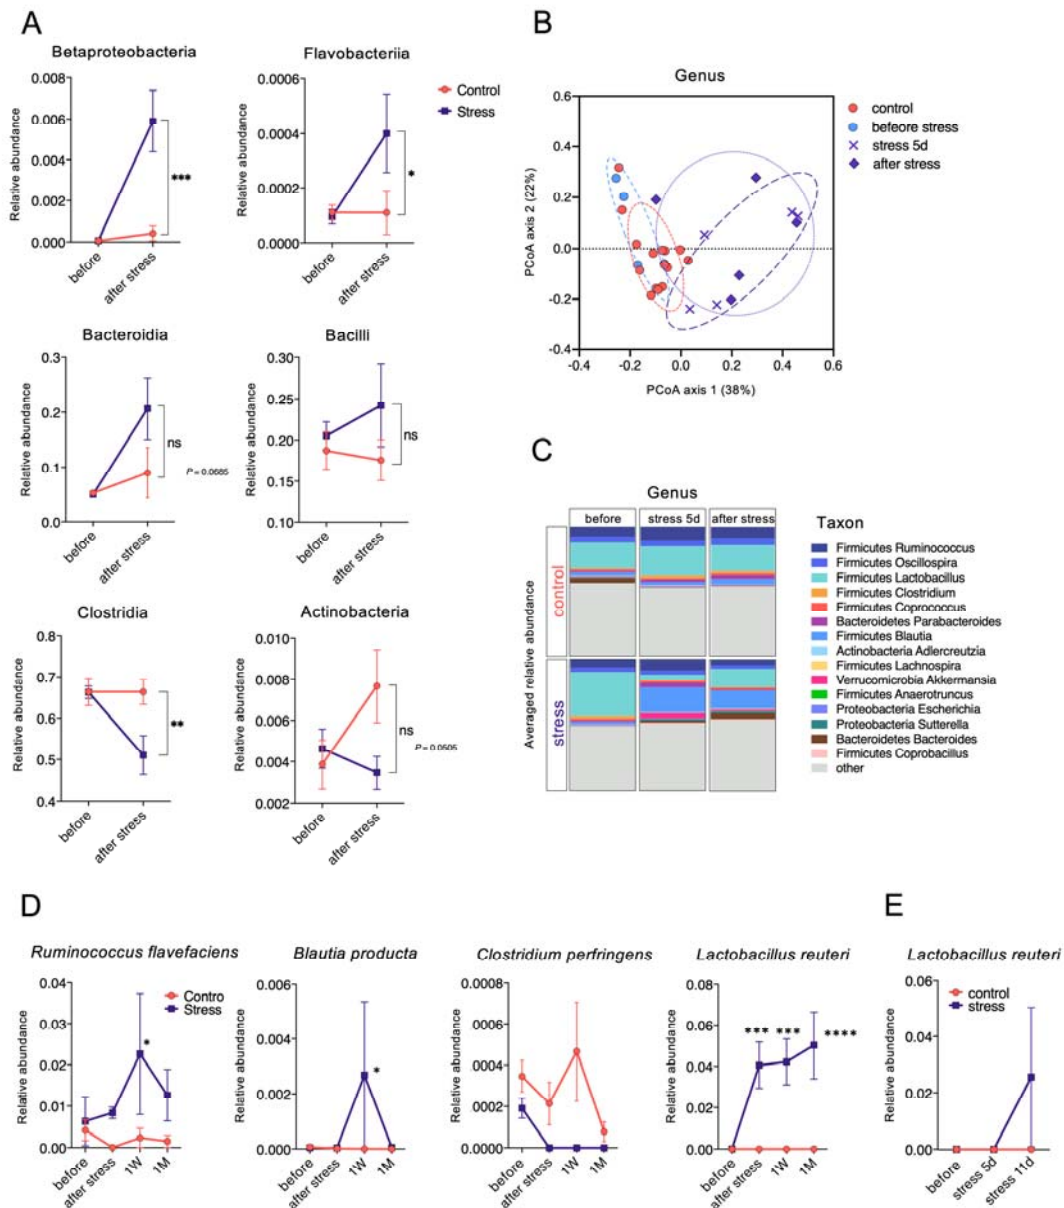 A
Betaproteobacteria
Relative abundance
0.008
0.006
0.004
0.002
0.000
***
before
after stress
Flavobacteriia
Relative abundance
0.0006
0.0004
0.0002
0.0000
*
before
after stress
Control
Stress
Bacteroidia
Relative abundance
0.3
0.2
0.1
0.0
ns
P = 0.0685
before
after stress
Bacilli
Relative abundance
0.30
0.25
0.20
0.15
0.10
ns
before
after stress
Clostridia
Relative abundance
0.8
0.7
0.6
0.5
0.4
**
before
after stress
Actinobacteria
Relative abundance
0.010
0.008
0.006
0.004
0.002
ns
P = 0.0505
before
after stress
B
Genus
PCoA axis 2 (22%)
0.6
0.4
0.2
0.0
-0.2
-0.4
-0.4
-0.2
0.0
0.2
0.4
0.6
PCoA axis 1 (38%)
control
befeore stress
stress 5d
after stress
C
Genus
before
stress 5d
after stress
Averaged relative abundance
control
stress
Taxon
Firmicutes Ruminococcus
Firmicutes Oscillospira
Firmicutes Lactobacillus
Firmicutes Clostridium
Firmicutes Coprococcus
Bacteroidetes Parabacteroides
Firmicutes Blautia
Actinobacteria Adlercreutzia
Firmicutes Lachnospira
Verrucomicrobia Akkermansia
Firmicutes Anaerotruncus
Proteobacteria Escherichia
Proteobacteria Sutterella
Bacteroidetes Bacteroides
Firmicutes Coprobacillus
other
D
Ruminococcus flavefaciens
Relative abundance
0.04
0.03
0.02
0.01
0.00
Contro
Stress
*
before
after stress
1W
1M
Blautia producta
Relative abundance
0.006
0.004
0.002
0.000
*
before
after stress
1W
1M
Clostridium perfringens
Relative abundance
0.0008
0.0006
0.0004
0.0002
0.0000
before
after stress
1W
1M
Lactobacillus reuteri
Relative abundance
0.08
0.06
0.04
0.02
0.00
*** *** ****
before
after stress
1W
1M
E
Lactobacillus reuteri
Relative abundance
0.06
0.04
0.02
0.00
control
stress
before
stress 5d
stress 11d